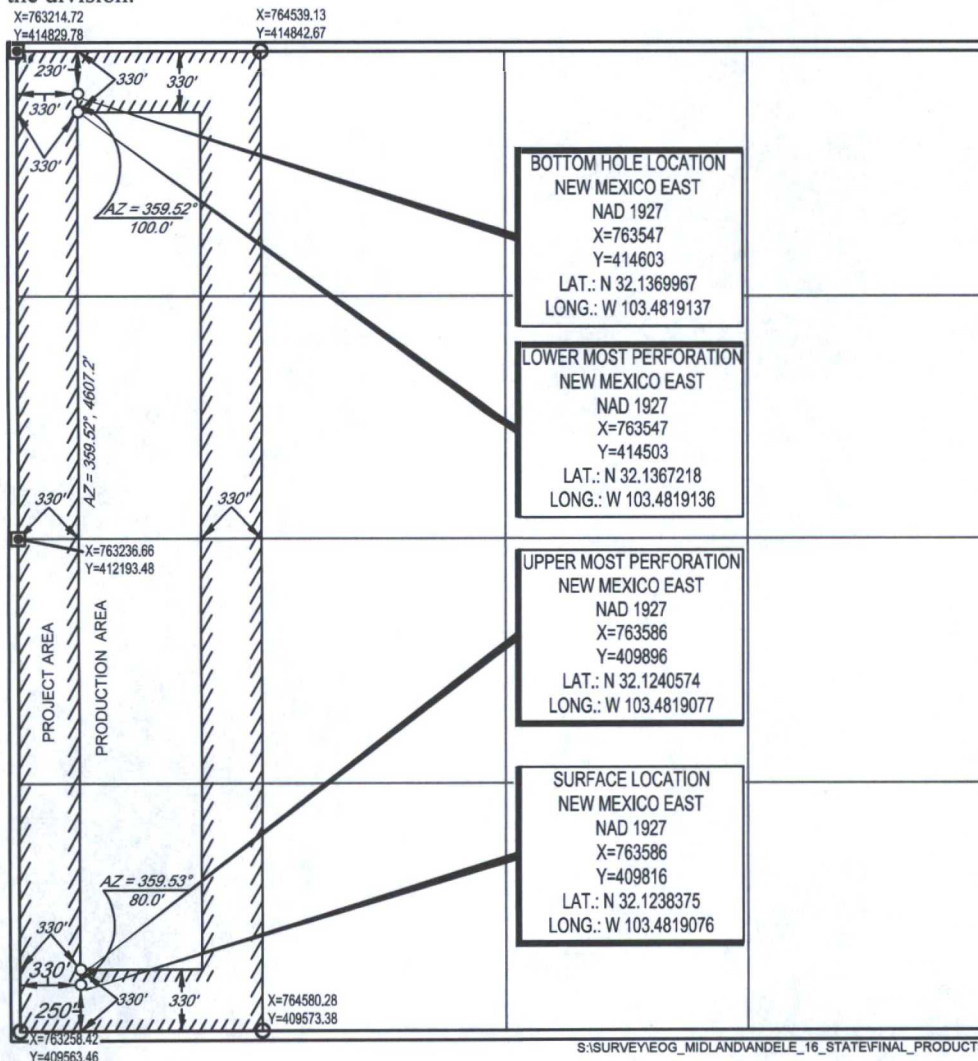 the division.
X=763214.72
Y=414829.78
X=764539.13
Y=414842.67
230'
330'
330'
330'
330'
AZ = 359.52°
100.0'
BOTTOM HOLE LOCATION
NEW MEXICO EAST
NAD 1927
X=763547
Y=414603
LAT.: N 32.1369967
LONG.: W 103.4819137
LOWER MOST PERFORATION
NEW MEXICO EAST
NAD 1927
X=763547
Y=414503
LAT.: N 32.1367218
LONG.: W 103.4819136
AZ = 359.52°, 4607.2'
330'
330'
X=763236.66
Y=412193.48
UPPER MOST PERFORATION
NEW MEXICO EAST
NAD 1927
X=763586
Y=409896
LAT.: N 32.1240574
LONG.: W 103.4819077
PROJECT AREA
PRODUCTION AREA
SURFACE LOCATION
NEW MEXICO EAST
NAD 1927
X=763586
Y=409816
LAT.: N 32.1238375
LONG.: W 103.4819076
AZ = 359.53°
80.0'
330'
330'
330'
330'
250'
X=764580.28
Y=409573.38
X=763258.42
Y=409563.46
S:\SURVEY\EOG_MIDLAND\ANDELE_16_STATE\FINAL_PRODUCT